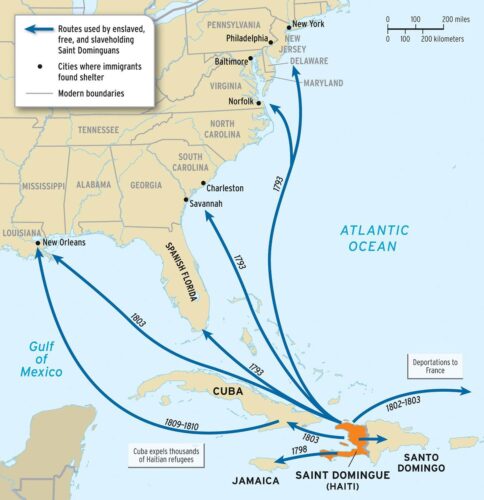 Routes used by enslaved,
free, and slaveholding
Saint Dominguans
Cities where immigrants
found shelter
Modern boundaries
0 100 200 miles
0 100 200 kilometers
PENNSYLVANIA
New York
Philadelphia
NEW
JERSEY
Baltimore
DELAWARE
MARYLAND
VIRGINIA
Norfolk
TENNESSEE
NORTH
CAROLINA
SOUTH
CAROLINA
MISSISSIPPI
ALABAMA
GEORGIA
Charleston
Savannah
LOUISIANA
New Orleans
SPANISH FLORIDA
ATLANTIC
OCEAN
Gulf
of
Mexico
1793
1793
1803
1793
Deportations to
France
1802–1803
CUBA
1809–1810
1803
1798
Cuba expels thousands
of Haitian refugees
SANTO
DOMINGO
SAINT DOMINGUE
(HAITI)
JAMAICA